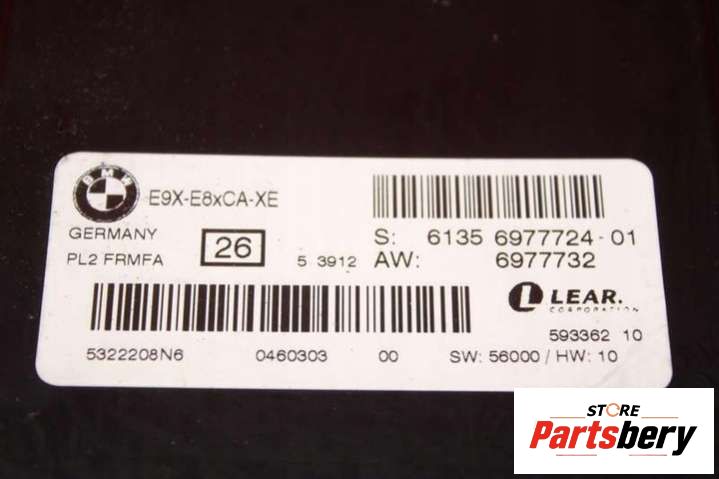 BMW
E9X-E8xCA-XE
GERMANY
PL2 FRMFA
26
5 3912
S: 6135 6977724-01
AW: 6977732
LEAR.
CORPORATION
593362 10
5322208N6 0460303 00 SW: 56000 / HW: 10
STORE
Partsbery